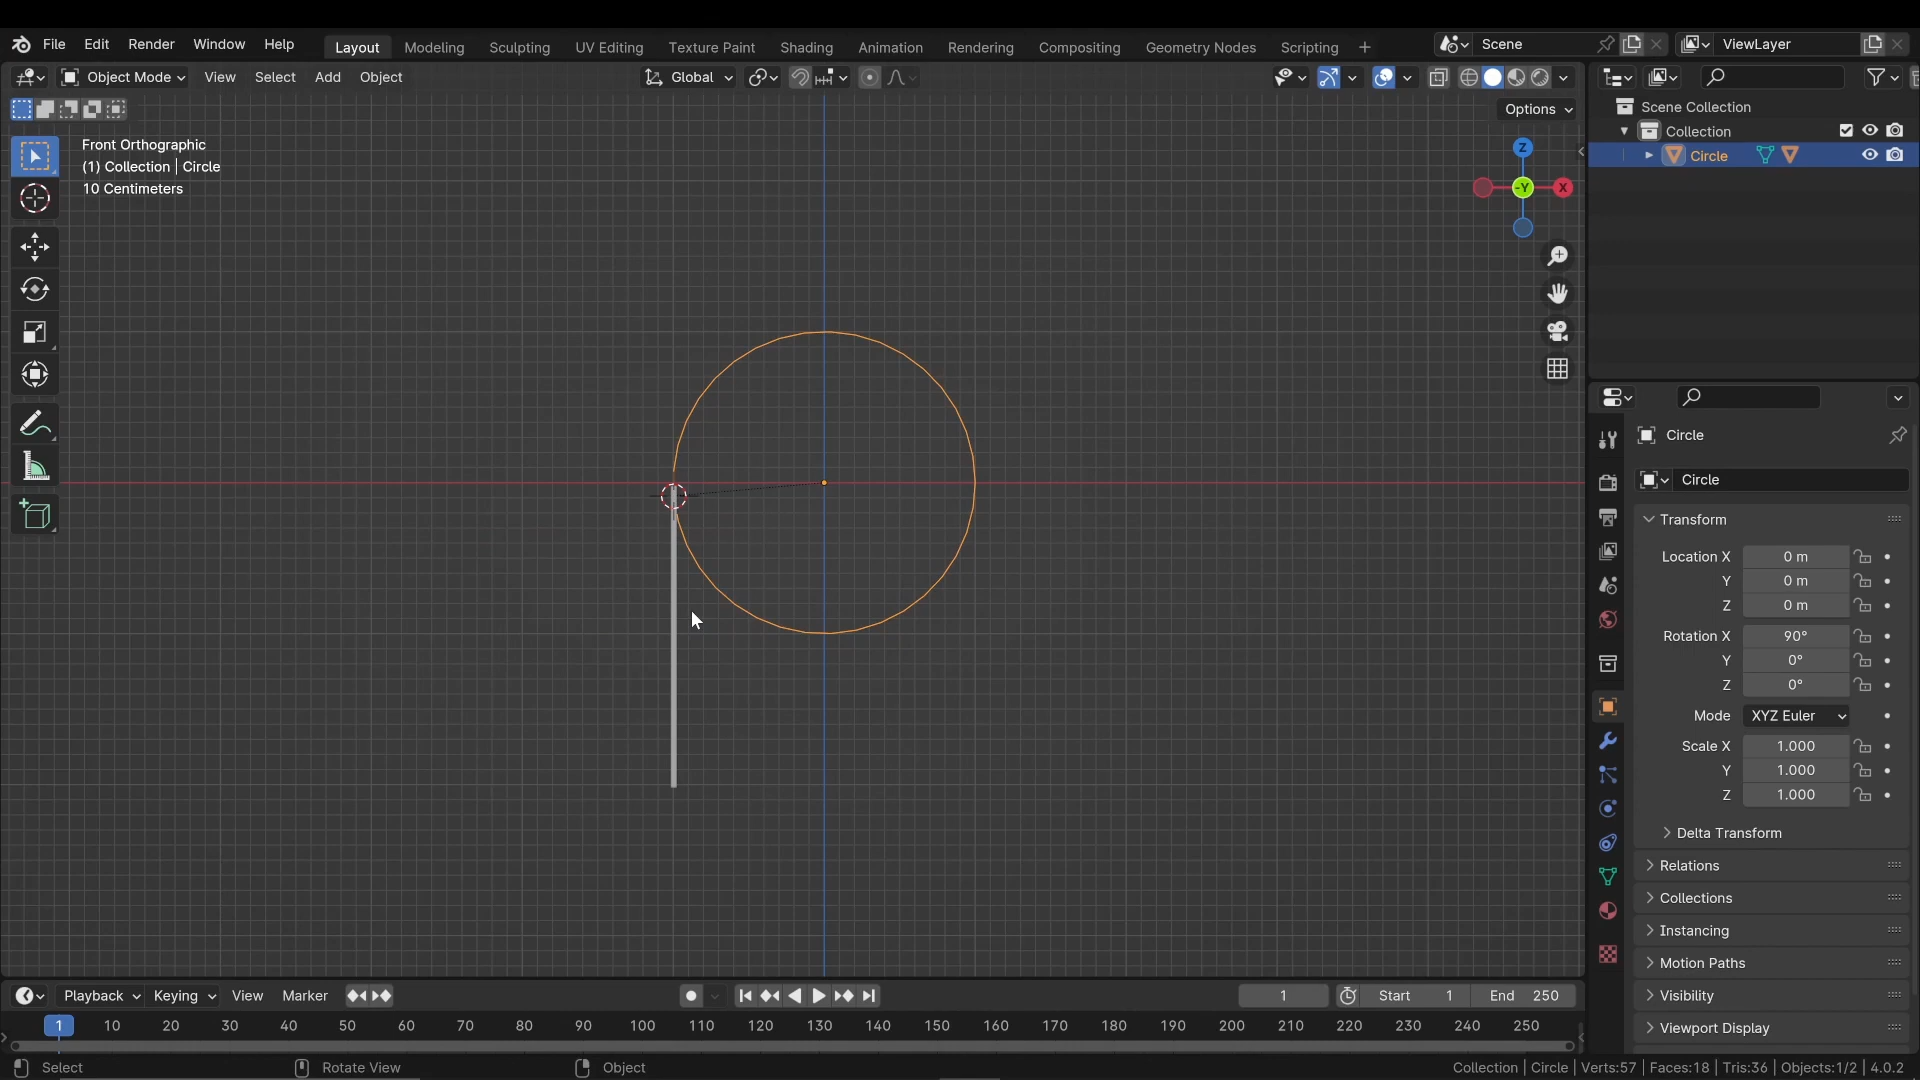 File Edit Render Window Help Layout Modeling Sculpting UV Editing Texture Paint Shading Animation Rendering Compositing Geometry Nodes Scripting + Scene ViewLayer
Object Mode View Select Add Object Global
Options
Front Orthographic
(1) Collection | Circle
10 Centimeters
Z
-Y
X
Scene Collection
Collection
Circle
Circle
Circle
Transform
Location X 0 m
Y 0 m
Z 0 m
Rotation X 90°
Y 0°
Z 0°
Mode XYZ Euler
Scale X 1.000
Y 1.000
Z 1.000
Delta Transform
Relations
Collections
Instancing
Motion Paths
Visibility
Viewport Display
Playback Keying View Marker 1 Start 1 End 250
1 10 20 30 40 50 60 70 80 90 100 110 120 130 140 150 160 170 180 190 200 210 220 230 240 250
Select Rotate View Object Collection | Circle | Verts:57 | Faces:18 | Tris:36 | Objects:1/2 | 4.0.2